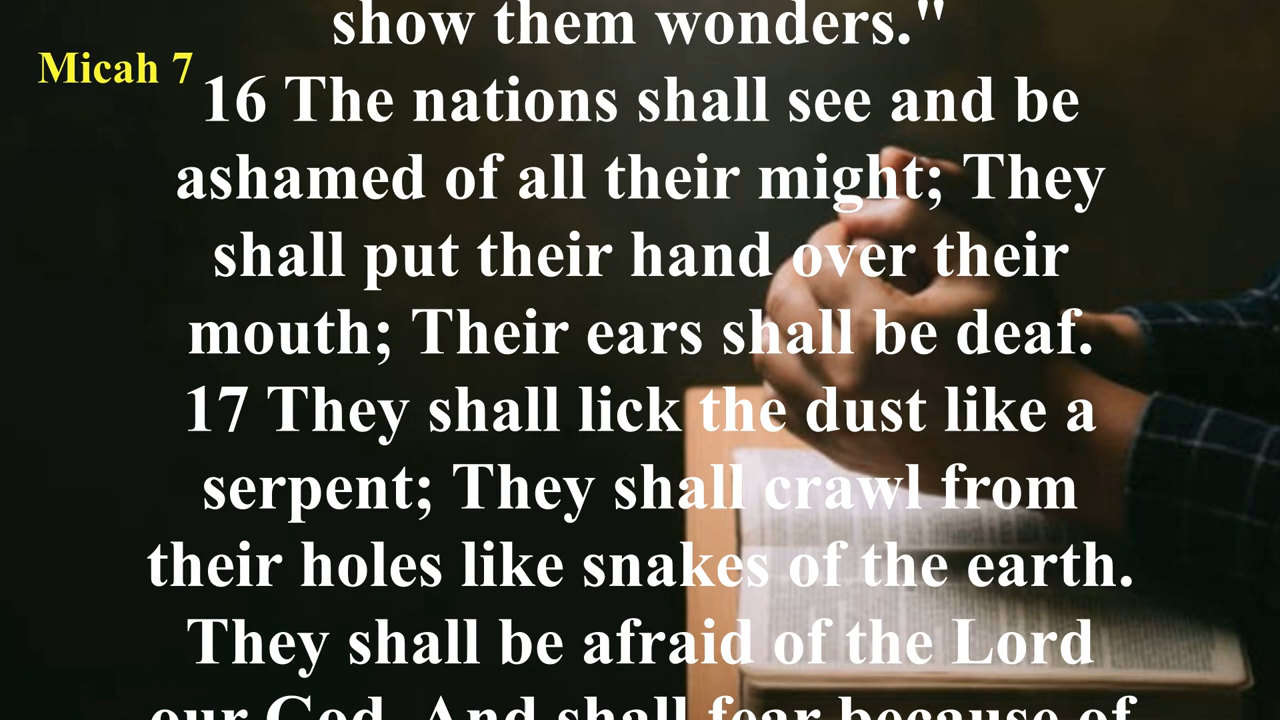 show them wonders."
Micah 7
16 The nations shall see and be
ashamed of all their might; They
shall put their hand over their
mouth; Their ears shall be deaf.
17 They shall lick the dust like a
serpent; They shall crawl from
their holes like snakes of the earth.
They shall be afraid of the Lord
our God, And shall fear because of